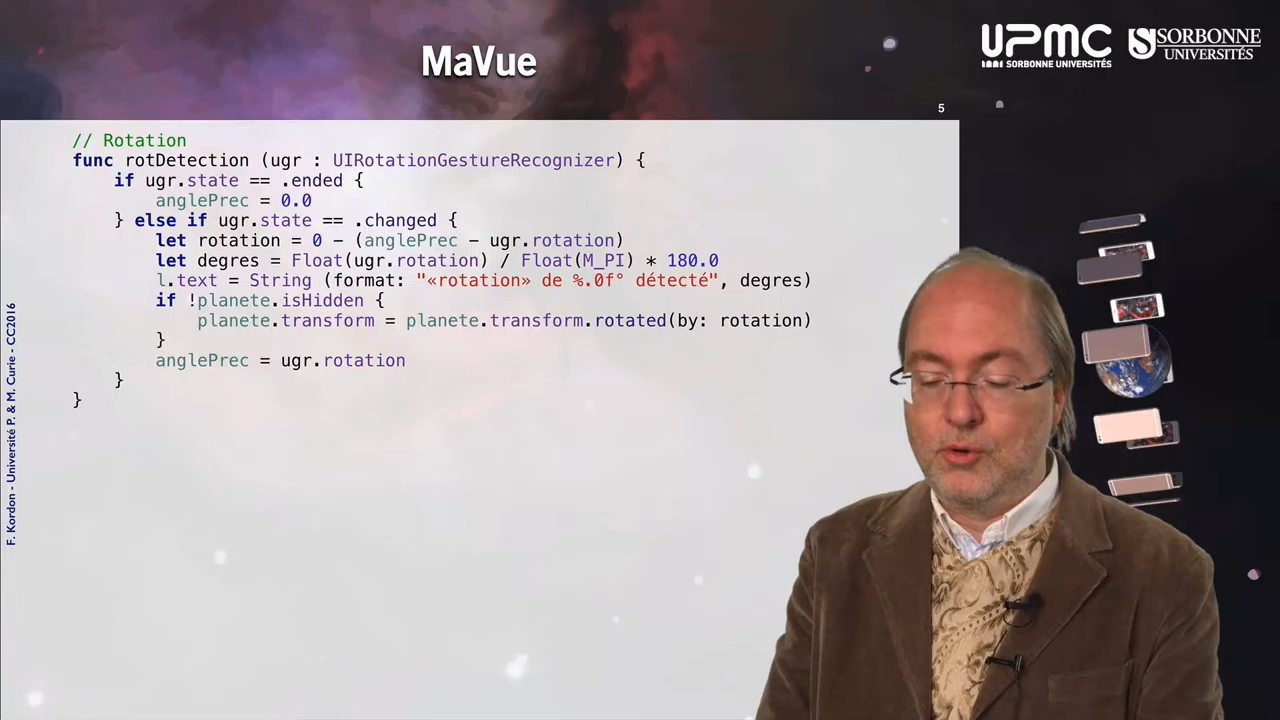 MaVue
UPMC
SORBONNE UNIVERSITÉS
SORBONNE
UNIVERSITÉS
5
// Rotation
func rotDetection (ugr : UIRotationGestureRecognizer) {
    if ugr.state == .ended {
        anglePrec = 0.0
    } else if ugr.state == .changed {
        let rotation = 0 - (anglePrec - ugr.rotation)
        let degres = Float(ugr.rotation) / Float(M_PI) * 180.0
        l.text = String (format: "«rotation» de %.0f° détecté", degres)
        if !planete.isHidden {
            planete.transform = planete.transform.rotated(by: rotation)
        }
        anglePrec = ugr.rotation
    }
}
F. Kordon - Université P. & M. Curie - CC2016